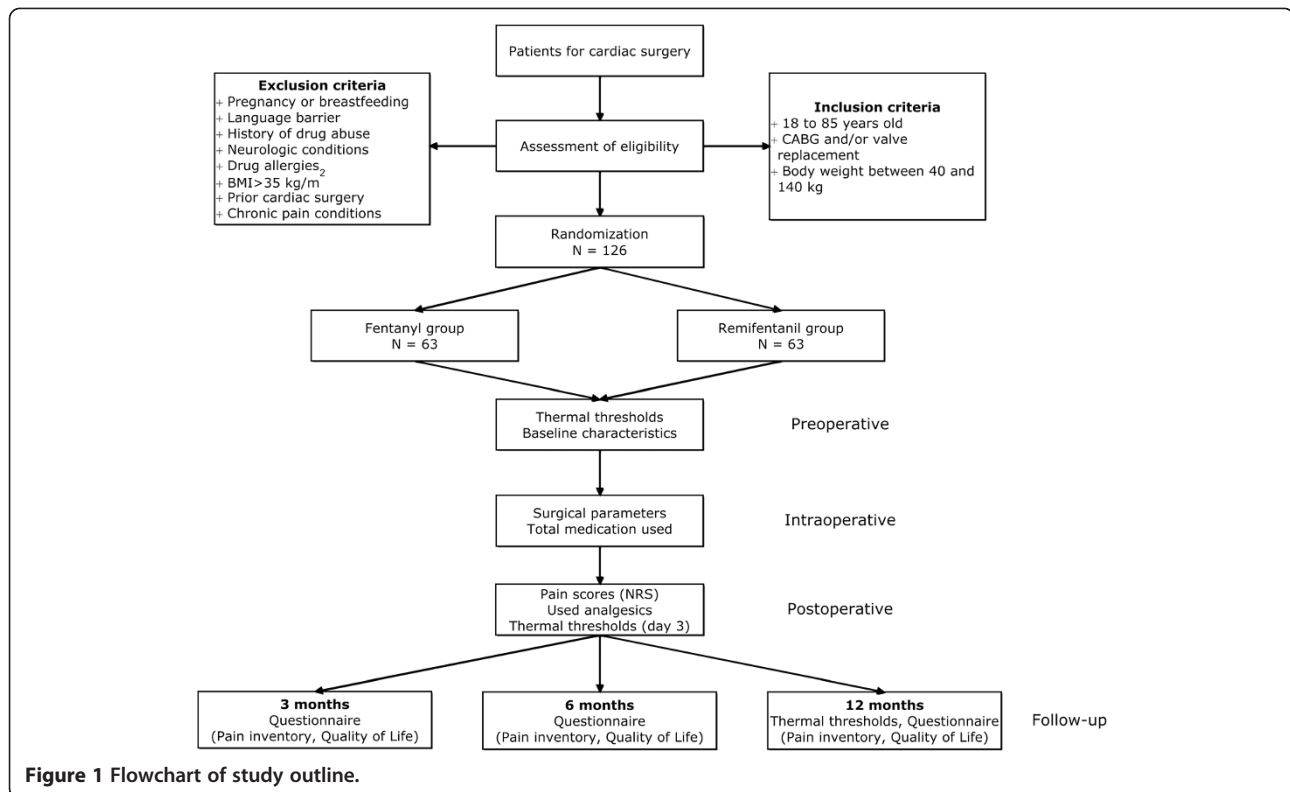 Patients for cardiac surgery
Exclusion criteria
+ Pregnancy or breastfeeding
+ Language barrier
+ History of drug abuse
+ Neurologic conditions
+ Drug allergies
+ BMI>35 kg/m2
+ Prior cardiac surgery
+ Chronic pain conditions
Assessment of eligibility
Inclusion criteria
+ 18 to 85 years old
+ CABG and/or valve
replacement
+ Body weight between 40 and
140 kg
Randomization
N = 126
Fentanyl group
N = 63
Remifentanil group
N = 63
Thermal thresholds
Baseline characteristics
Preoperative
Surgical parameters
Total medication used
Intraoperative
Pain scores (NRS)
Used analgesics
Thermal thresholds (day 3)
Postoperative
3 months
Questionnaire
(Pain inventory, Quality of Life)
6 months
Questionnaire
(Pain inventory, Quality of Life)
12 months
Thermal thresholds, Questionnaire
(Pain inventory, Quality of Life)
Follow-up
Figure 1 Flowchart of study outline.